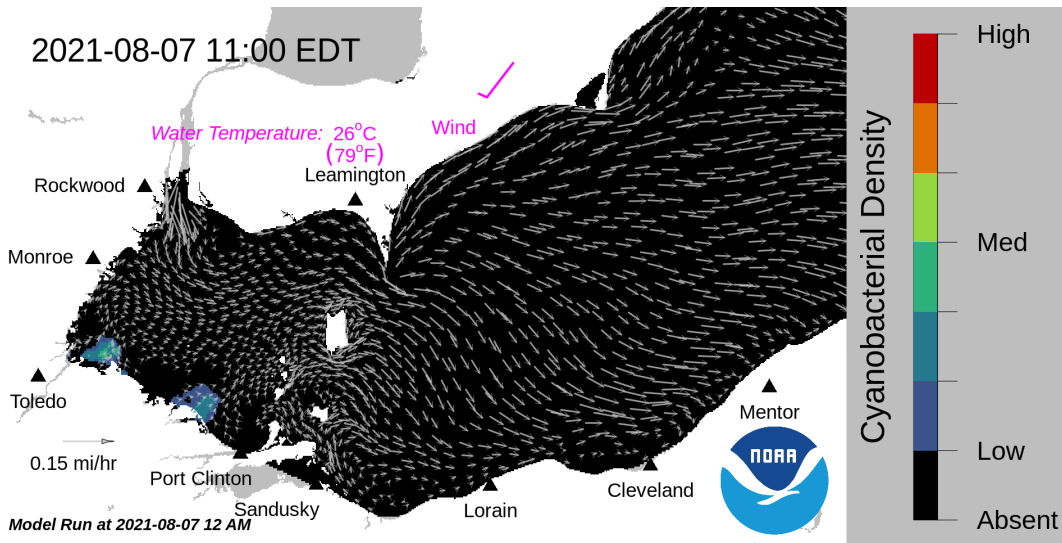 2021-08-07 11:00 EDT
Water Temperature: 26°C
(79°F)
Wind
Leamington
Rockwood
Monroe
Toledo
0.15 mi/hr
Port Clinton
Sandusky
Lorain
Cleveland
Mentor
NOAA
Model Run at 2021-08-07 12 AM
Cyanobacterial Density
High
Med
Low
Absent